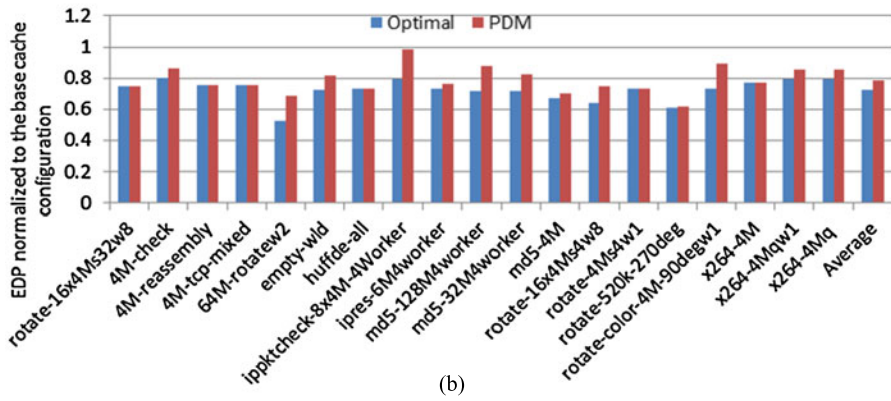 EDP normalized to the base cache
configuration
1.2
1
0.8
0.6
0.4
0.2
0
Optimal PDM
rotate-16x4Ms32w8
4M-check
4M-reassembly
4M-tcp-mixed
64M-rotatew2
empty-wld
huffde-all
ippktcheck-8x4M-4Worker
ipres-6M4worker
md5-128M4worker
md5-32M4worker
md5-4M
rotate-16x4Ms4w8
rotate-4Ms4w1
rotate-520k-270deg
rotate-color-4M-90degw1
x264-4M
x264-4Mqw1
x264-4Mq
Average
(b)